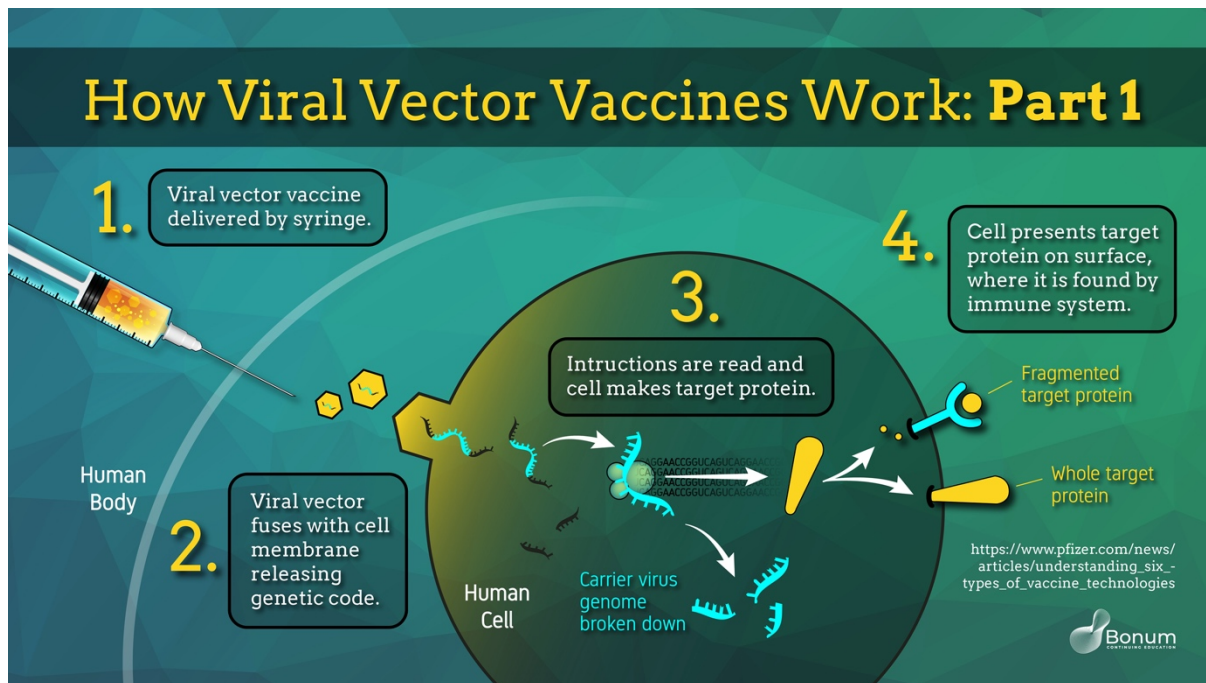 How Viral Vector Vaccines Work: Part 1
1.
Viral vector vaccine
delivered by syringe.
2.
Viral vector
fuses with cell
membrane
releasing
genetic code.
3.
Intructions are read and
cell makes target protein.
4.
Cell presents target
protein on surface,
where it is found by
immune system.
Fragmented
target protein
Whole target
protein
Human
Body
Human
Cell
Carrier virus
genome
broken down
https://www.pfizer.com/news/
articles/understanding_six_-
types_of_vaccine_technologies
Bonum
CONTINUING EDUCATION